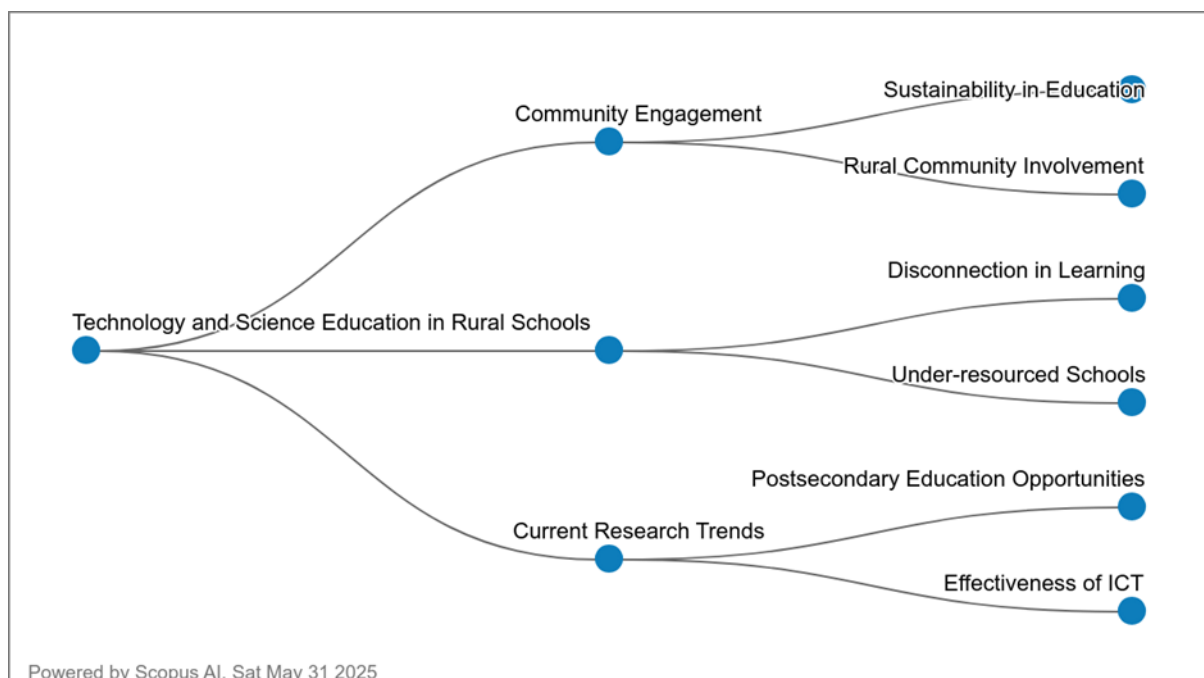 Sustainability in Education
Community Engagement
Rural Community Involvement
Disconnection in Learning
Technology and Science Education in Rural Schools
Under-resourced Schools
Postsecondary Education Opportunities
Current Research Trends
Effectiveness of ICT
Powered by Scopus AI, Sat May 31 2025